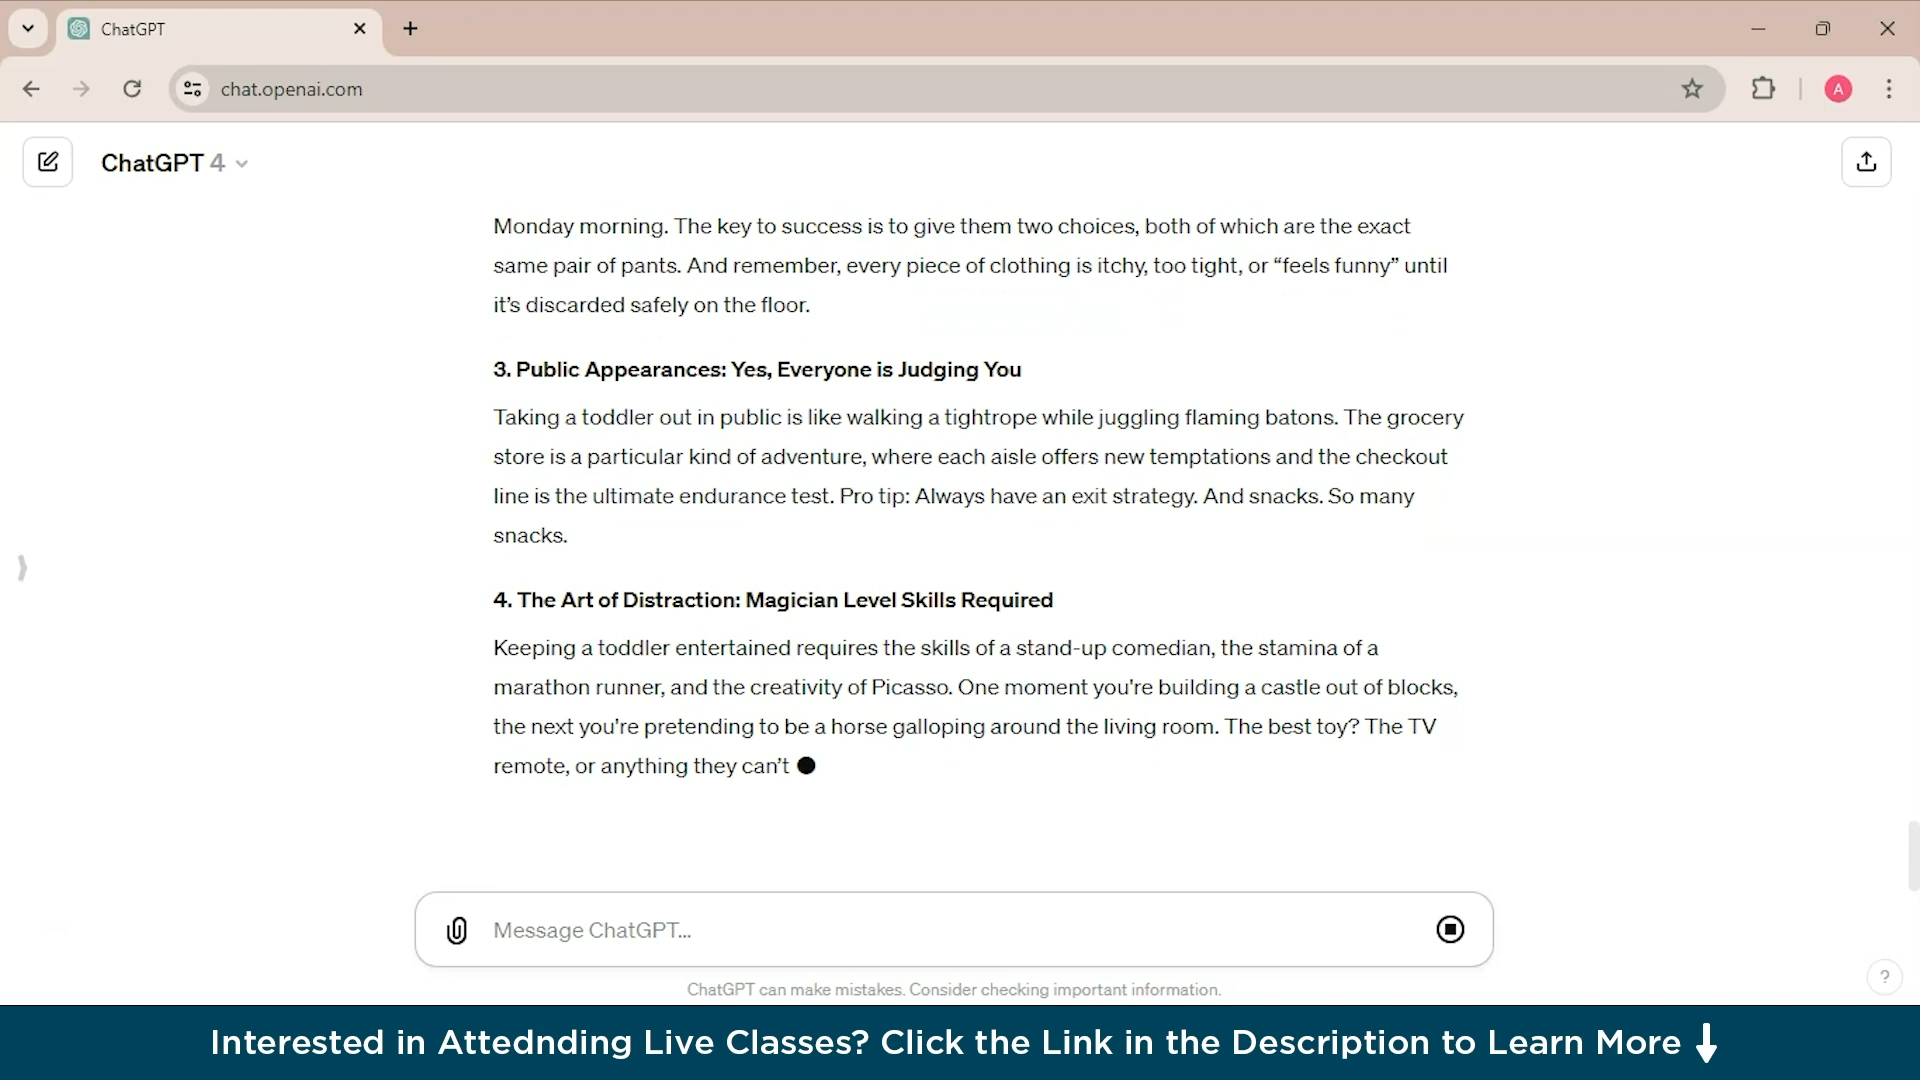 ChatGPT
chat.openai.com
A
ChatGPT 4
Monday morning. The key to success is to give them two choices, both of which are the exact
same pair of pants. And remember, every piece of clothing is itchy, too tight, or “feels funny” until
it’s discarded safely on the floor.
3. Public Appearances: Yes, Everyone is Judging You
Taking a toddler out in public is like walking a tightrope while juggling flaming batons. The grocery
store is a particular kind of adventure, where each aisle offers new temptations and the checkout
line is the ultimate endurance test. Pro tip: Always have an exit strategy. And snacks. So many
snacks.
4. The Art of Distraction: Magician Level Skills Required
Keeping a toddler entertained requires the skills of a stand-up comedian, the stamina of a
marathon runner, and the creativity of Picasso. One moment you're building a castle out of blocks,
the next you're pretending to be a horse galloping around the living room. The best toy? The TV
remote, or anything they can’t
Message ChatGPT...
ChatGPT can make mistakes. Consider checking important information.
?
Interested in Attednding Live Classes? Click the Link in the Description to Learn More